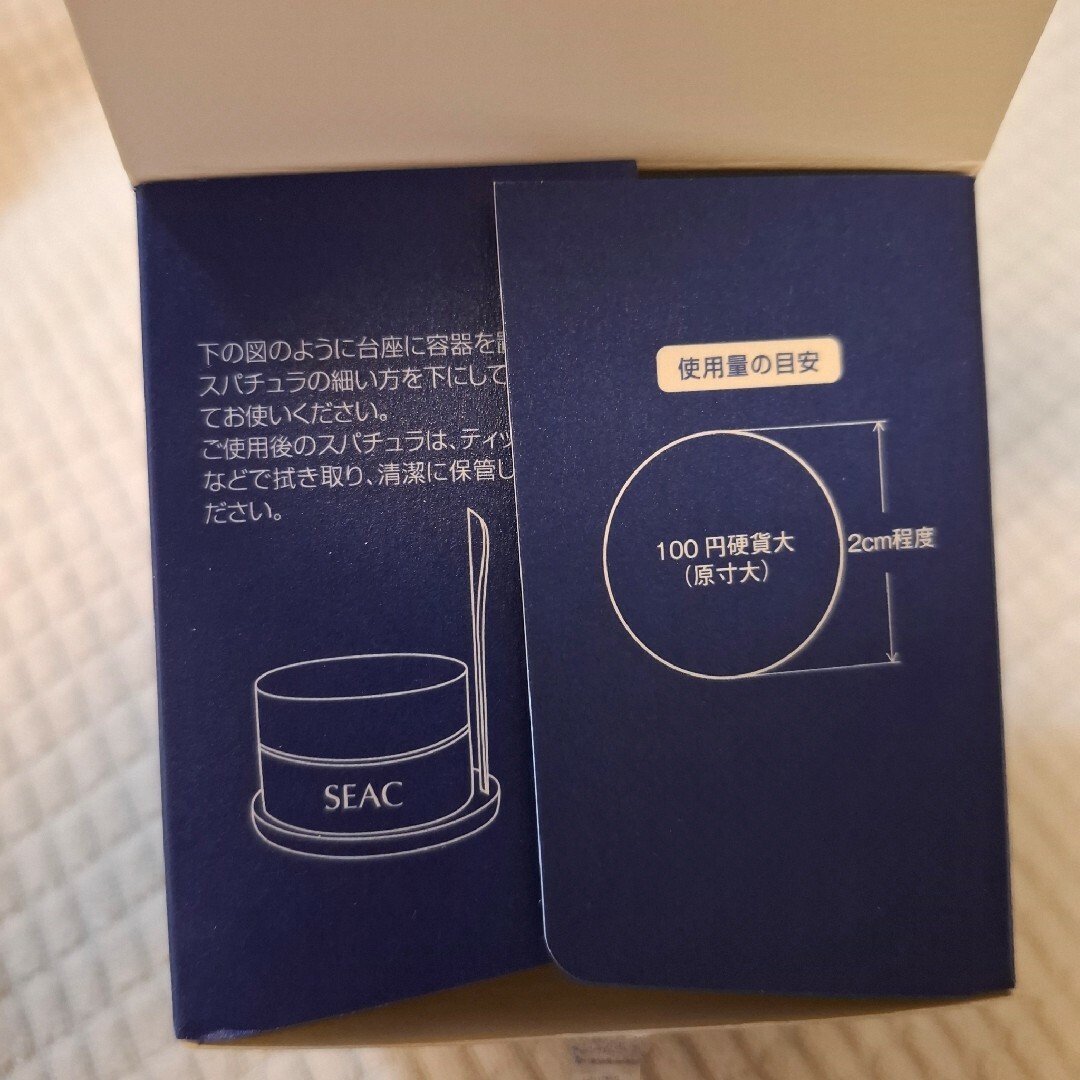 下の図のように台座に容器を
スパチュラの細い方を下にして
てお使いください。
ご使用後のスパチュラは、ティッ
などで拭き取り、清潔に保管し
ださい。
SEAC
使用量の目安
100円硬貨大
(原寸大)
2cm程度